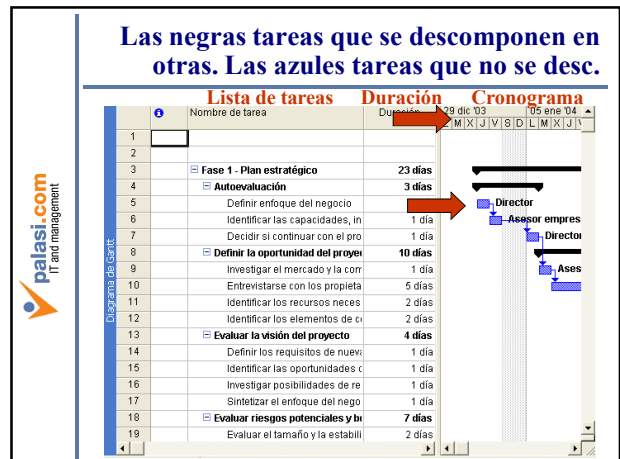 Las negras tareas que se descomponen en
otras. Las azules tareas que no se desc.
Lista de tareas Duración Cronograma
Nombre de tarea
29 dic '03 05 ene '04
M X J V S D L M X J V
1
2
3 Fase 1 - Plan estratégico 23 días
4 Autoevaluación 3 días
5 Definir enfoque del negocio Director
6 Identificar las capacidades, in 1 día Asesor empres
7 Decidir si continuar con el pro 1 día Director
8 Definir la oportunidad del proye 10 días
9 Investigar el mercado y la com 1 día Ases
10 Entrevistarse con los propieta 5 días
11 Identificar los recursos neces 2 días
12 Identificar los elementos de c 2 días
13 Evaluar la visión del proyecto 4 días
14 Definir los requisitos de nueva 1 día
15 Identificar las oportunidades 1 día
16 Investigar posibilidades de re 1 día
17 Sintetizar el enfoque del nego 1 día
18 Evaluar riesgos potenciales y b 7 días
19 Evaluar el tamaño y la estabili 2 días
Diagrama de Gantt
palasi.com
IT and management